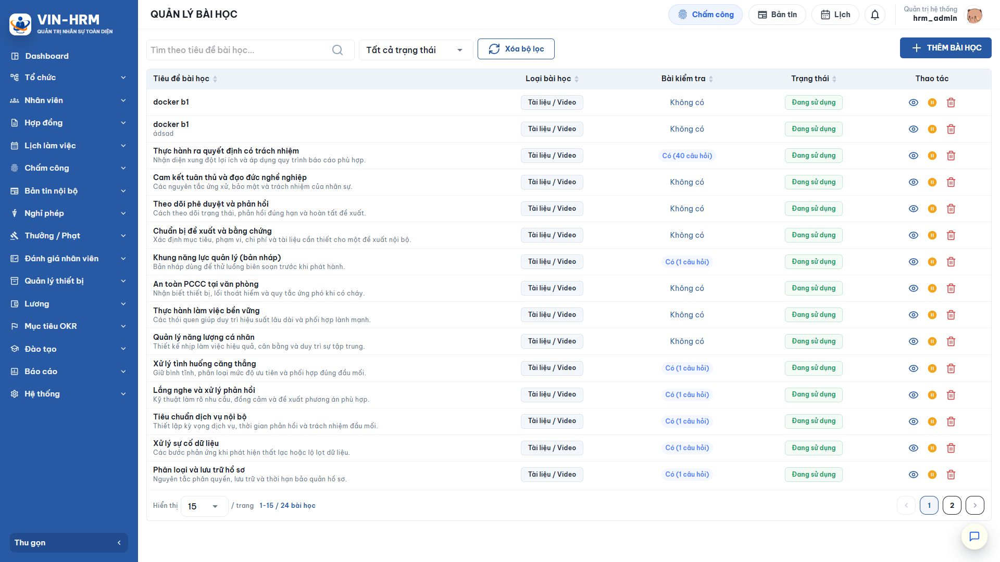 VIN-HRM
QUẢN TRỊ NHÂN SỰ TOÀN DIỆN
Dashboard
Tổ chức
Nhân viên
Hợp đồng
Lịch làm việc
Chấm công
Bản tin nội bộ
Nghỉ phép
Thưởng / Phạt
Đánh giá nhân viên
Quản lý thiết bị
Lương
Mục tiêu OKR
Đào tạo
Báo cáo
Hệ thống
Thu gọn
QUẢN LÝ BÀI HỌC
Chấm công
Bản tin
Lịch
Quản trị hệ thống
hrm_admin
Tìm theo tiêu đề bài học...
Tất cả trạng thái
Xóa bộ lọc
THÊM BÀI HỌC
Tiêu đề bài học Loại bài học Bài kiểm tra Trạng thái Thao tác
docker b1 Tài liệu / Video Không có Đang sử dụng
docker b1 Tài liệu / Video Không có Đang sử dụng
ádsad
Thực hành ra quyết định có trách nhiệm Tài liệu / Video Có (40 câu hỏi) Đang sử dụng
Nhận diện xung đột lợi ích và áp dụng quy trình báo cáo phù hợp.
Cam kết tuân thủ và đạo đức nghề nghiệp Tài liệu / Video Không có Đang sử dụng
Các nguyên tắc ứng xử, bảo mật và trách nhiệm của nhân sự.
Theo dõi phê duyệt và phản hồi Tài liệu / Video Không có Đang sử dụng
Cách theo dõi trạng thái, phản hồi đúng hạn và hoàn tất đề xuất.
Chuẩn bị đề xuất và bằng chứng Tài liệu / Video Không có Đang sử dụng
Xác định mục tiêu, phạm vi, chi phí và tài liệu cần thiết cho một đề xuất nội bộ.
Khung năng lực quản lý (bản nháp) Tài liệu / Video Có (1 câu hỏi) Đang sử dụng
Bản nháp dùng để thử luồng biên soạn trước khi phát hành.
An toàn PCCC tại văn phòng Tài liệu / Video Không có Đang sử dụng
Nhận biết thiết bị, lối thoát hiểm và quy tắc ứng phó khi có cháy.
Thực hành làm việc bền vững Tài liệu / Video Không có Đang sử dụng
Các thói quen giúp duy trì hiệu suất lâu dài và phối hợp lành mạnh.
Quản lý năng lượng cá nhân Tài liệu / Video Không có Đang sử dụng
Thiết kế nhịp làm việc hiệu quả, cân bằng và duy trì sự tập trung.
Xử lý tình huống căng thẳng Tài liệu / Video Có (1 câu hỏi) Đang sử dụng
Giữ bình tĩnh, phân loại mức độ ưu tiên và phối hợp đúng đầu mối.
Lắng nghe và xử lý phản hồi Tài liệu / Video Có (1 câu hỏi) Đang sử dụng
Kỹ thuật làm rõ nhu cầu, đồng cảm và đề xuất phương án phù hợp.
Tiêu chuẩn dịch vụ nội bộ Tài liệu / Video Có (1 câu hỏi) Đang sử dụng
Thiết lập kỳ vọng dịch vụ, thời gian phản hồi và trách nhiệm đầu mối.
Xử lý sự cố dữ liệu Tài liệu / Video Có (1 câu hỏi) Đang sử dụng
Các bước phản ứng khi phát hiện thất lạc hoặc lộ lọt dữ liệu.
Phân loại và lưu trữ hồ sơ Tài liệu / Video Có (1 câu hỏi) Đang sử dụng
Nguyên tắc phân quyền, lưu trữ và thời hạn bảo quản hồ sơ.
Hiển thị 15 / trang 1-15 / 24 bài học 1 2